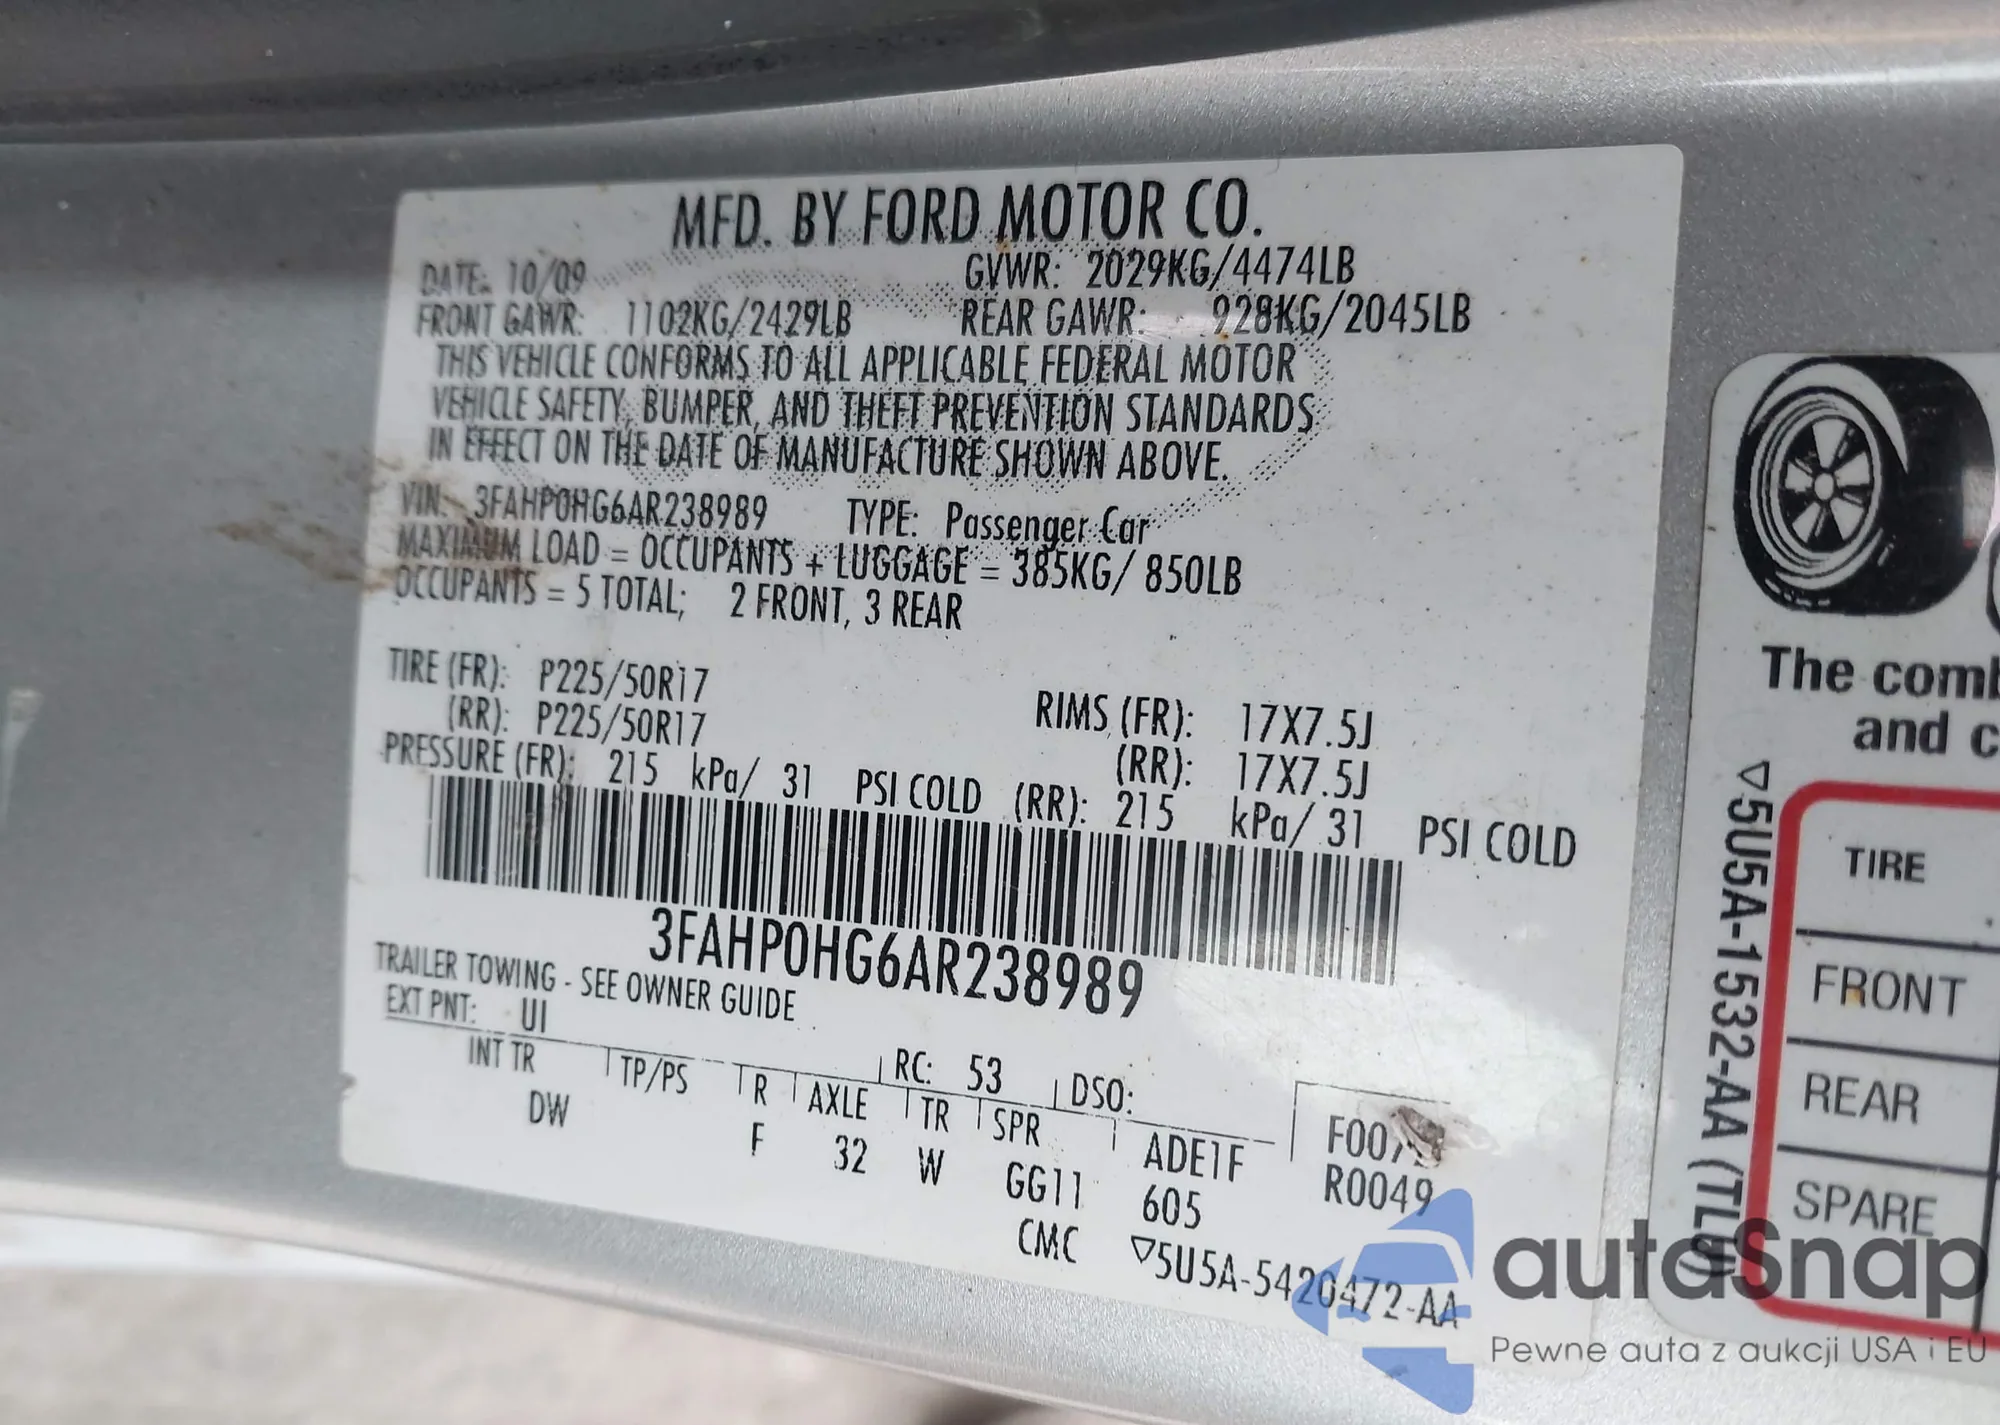 MFD. BY FORD MOTOR CO.
DATE: 10/09 GVWR: 2029KG/4474LB
FRONT GAWR: 1102KG/2429LB REAR GAWR: 928KG/2045LB
THIS VEHICLE CONFORMS TO ALL APPLICABLE FEDERAL MOTOR
VEHICLE SAFETY, BUMPER, AND THEFT PREVENTION STANDARDS
IN EFFECT ON THE DATE OF MANUFACTURE SHOWN ABOVE.
VIN: 3FAHP0HG6AR238989 TYPE: Passenger Car
MAXIMUM LOAD = OCCUPANTS + LUGGAGE = 385KG/ 850LB
OCCUPANTS = 5 TOTAL; 2 FRONT, 3 REAR
TIRE (FR): P225/50R17 RIMS (FR): 17X7.5J
(RR): P225/50R17 (RR): 17X7.5J
PRESSURE (FR): 215 kPa/ 31 PSI COLD (RR): 215 kPa/ 31 PSI COLD
3FAHP0HG6AR238989
TRAILER TOWING - SEE OWNER GUIDE
EXT PNT: UI RC: 53 DSO:
INT TR TP/PS R AXLE TR SPR ADE1F
DW F 32 W GG11 605
R0049
CMC ▽5U5A-5420472-AA
The comb
and c
▽5U5A-1532-AA (TLU)
TIRE
FRONT
REAR
SPARE
autoSnap
Pewne auta z aukcji USA i EU